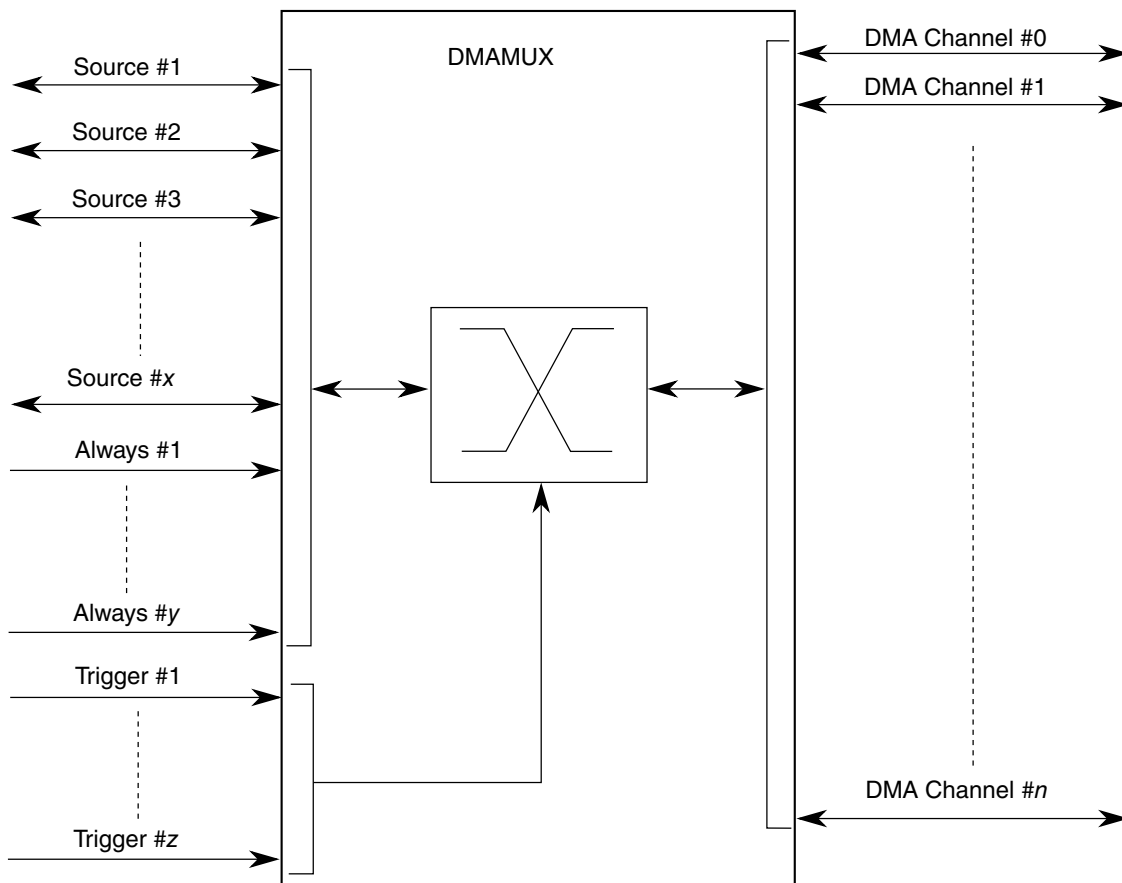 DMAMUX
Source #1
Source #2
Source #3
Source #x
Always #1
Always #y
Trigger #1
Trigger #z
DMA Channel #0
DMA Channel #1
DMA Channel #n